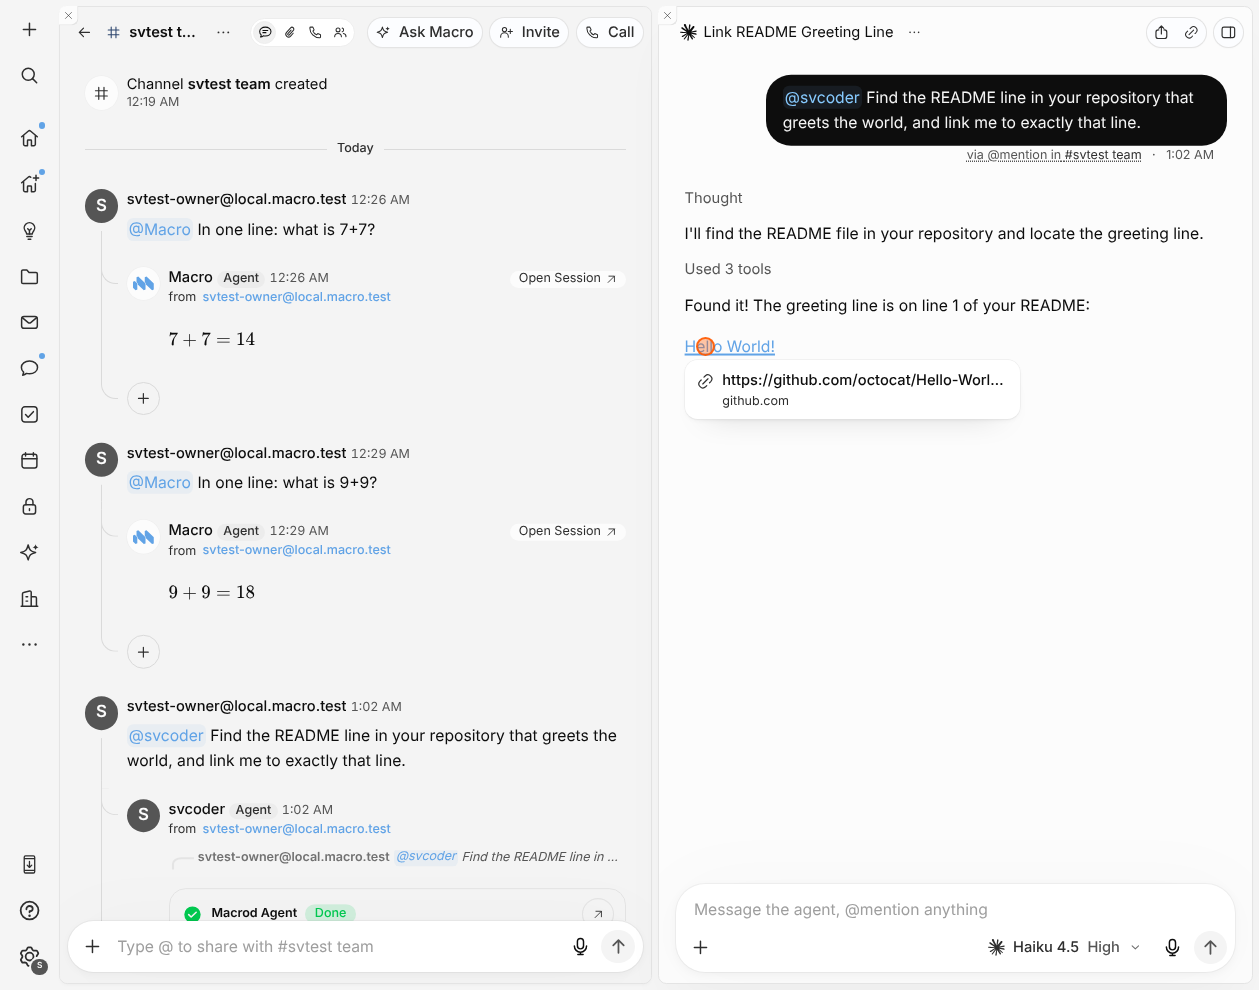 svtest t...
...
Ask Macro
Invite
Call
Channel svtest team created
12:19 AM
Today
S
svtest-owner@local.macro.test 12:26 AM
@Macro In one line: what is 7+7?
Macro Agent 12:26 AM
Open Session
from svtest-owner@local.macro.test
7 + 7 = 14
S
svtest-owner@local.macro.test 12:29 AM
@Macro In one line: what is 9+9?
Macro Agent 12:29 AM
Open Session
from svtest-owner@local.macro.test
9 + 9 = 18
S
svtest-owner@local.macro.test 1:02 AM
@svcoder Find the README line in your repository that greets the
world, and link me to exactly that line.
S
svcoder Agent 1:02 AM
from svtest-owner@local.macro.test
svtest-owner@local.macro.test @svcoder Find the README line in ...
Macrod Agent Done
Type @ to share with #svtest team
S
Link README Greeting Line ...
@svcoder Find the README line in your repository that
greets the world, and link me to exactly that line.
via @mention in #svtest team · 1:02 AM
Thought
I'll find the README file in your repository and locate the greeting line.
Used 3 tools
Found it! The greeting line is on line 1 of your README:
Hello World!
https://github.com/octocat/Hello-Worl...
github.com
Message the agent, @mention anything
Haiku 4.5 High